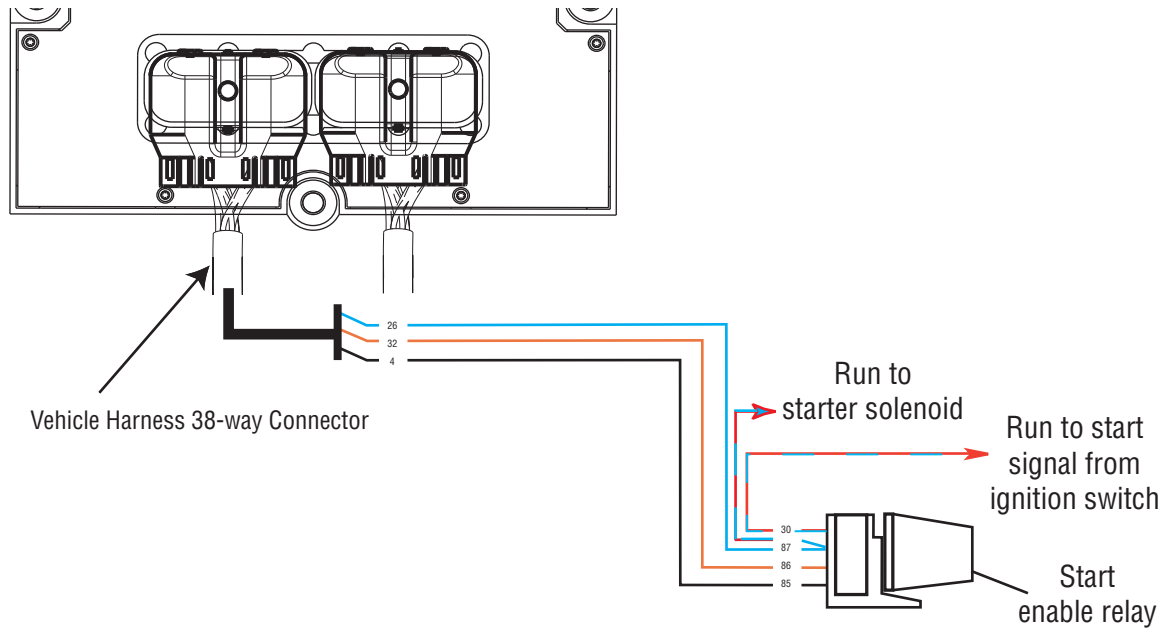 26
32
4
Run to
starter solenoid
Vehicle Harness 38-way Connector
Run to start
signal from
ignition switch
30
87
86
85
Start
enable relay